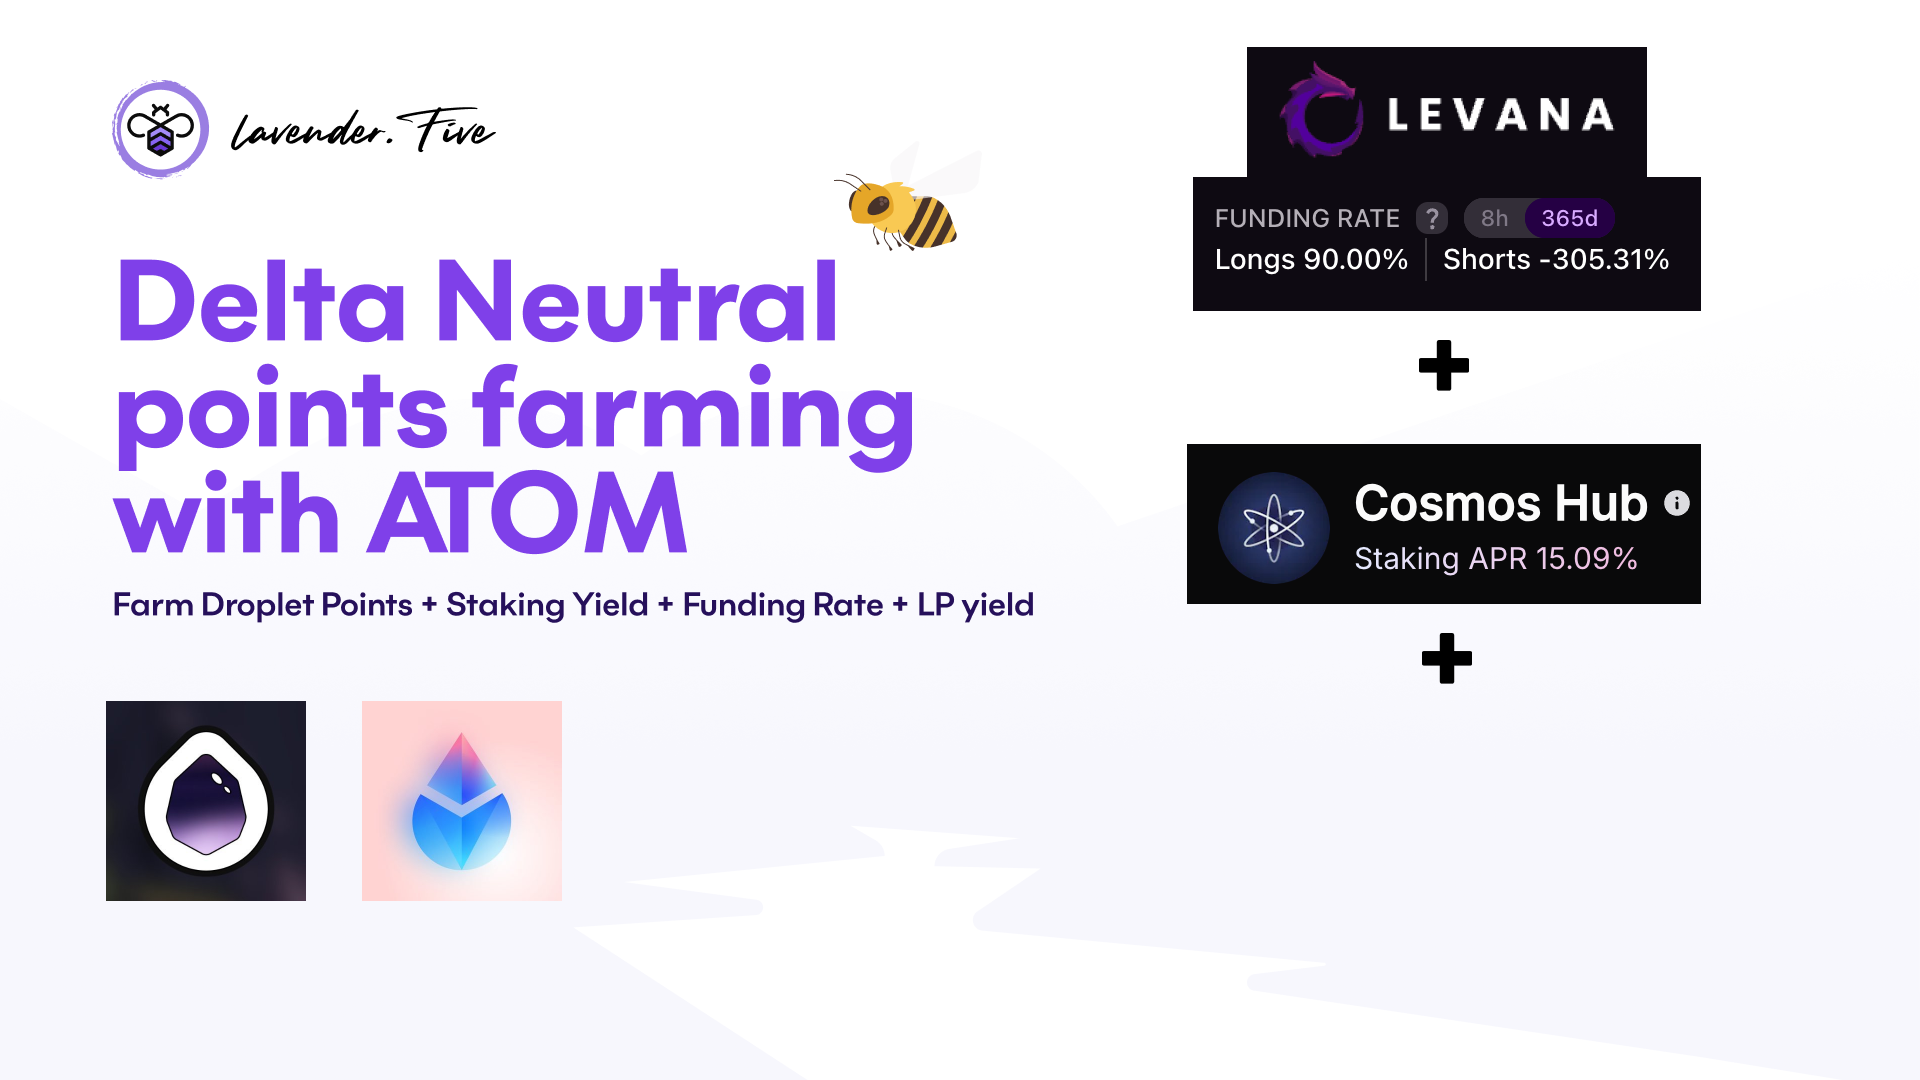 Lavender.Five
Delta Neutral
points farming
with ATOM
Farm Droplet Points + Staking Yield + Funding Rate + LP yield
LEVANA
FUNDING RATE ? 8h 365d
Longs 90.00% Shorts -305.31%
Cosmos Hub
Staking APR 15.09%